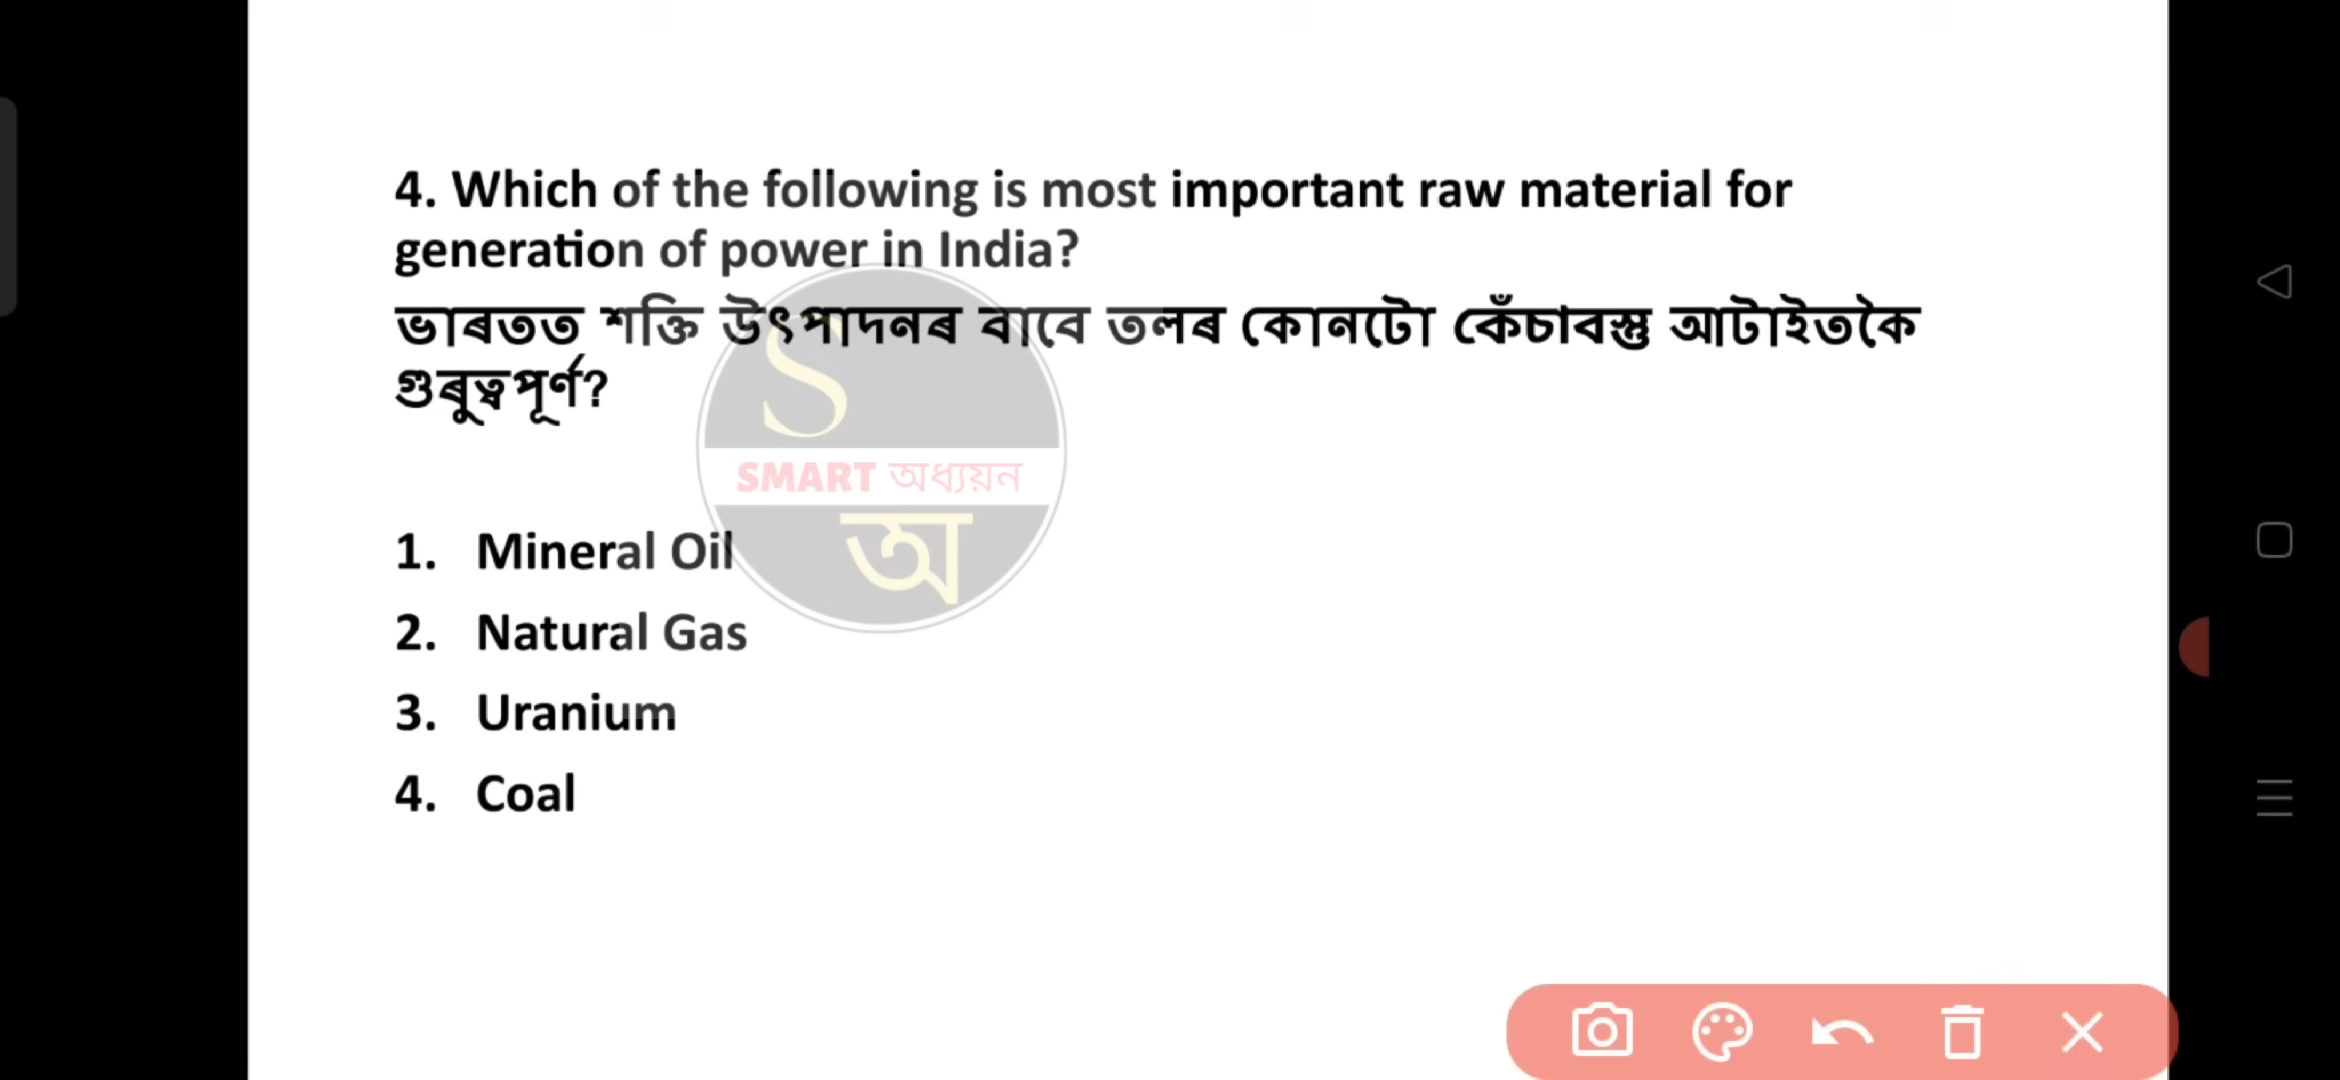 4. Which of the following is most important raw material for
generation of power in India?
ভাৰতত শক্তি উৎপাদনৰ বাবে তলৰ কোনটো কেঁচাবস্তু আটাইতকৈ
গুৰুত্বপূৰ্ণ?
S
SMART অধ্যয়ন
অ
1. Mineral Oil
2. Natural Gas
3. Uranium
4. Coal